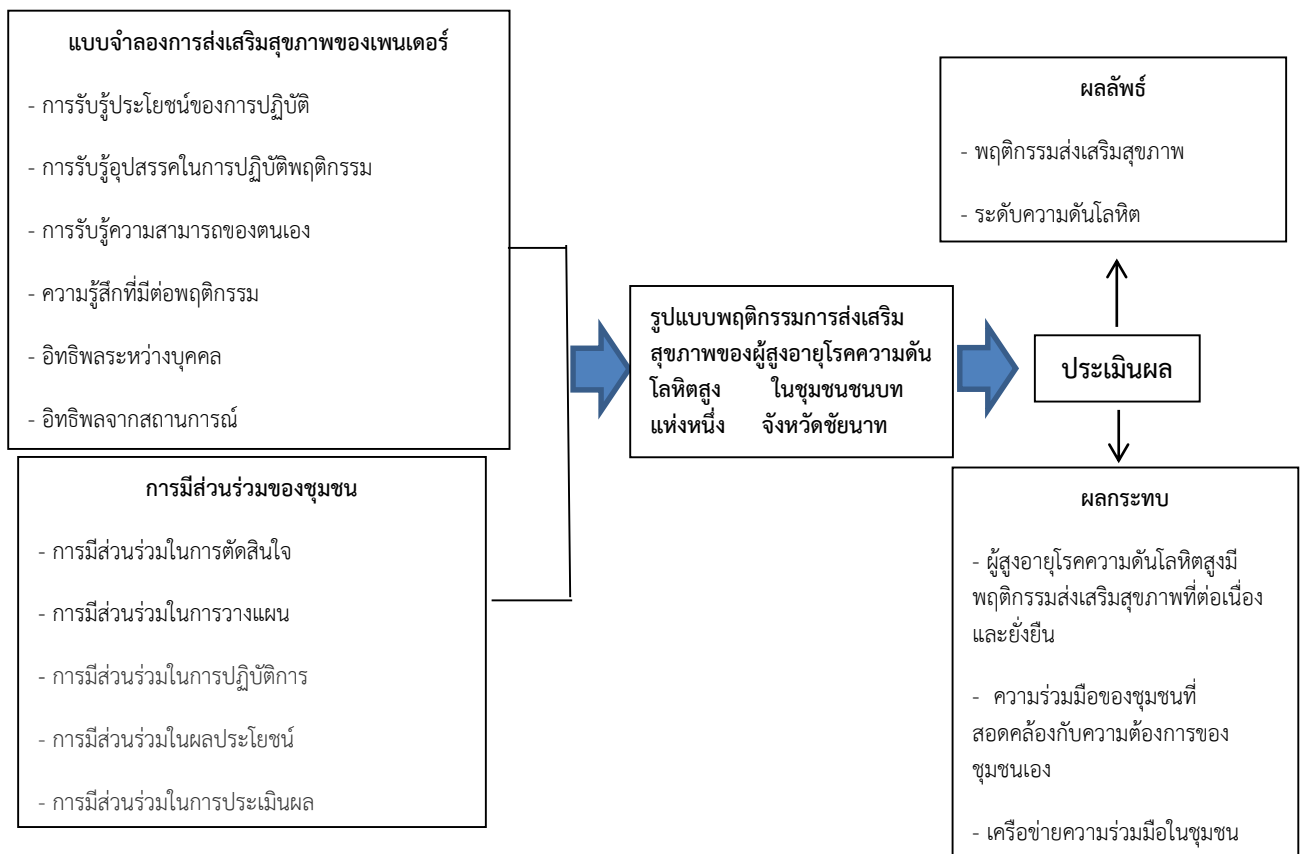 แบบจำลองการส่งเสริมสุขภาพของเพนเดอร์
- การรับรู้ประโยชน์ของการปฏิบัติ
- การรับรู้อุปสรรคในการปฏิบัติพฤติกรรม
- การรับรู้ความสามารถของตนเอง
- ความรู้สึกที่มีต่อพฤติกรรม
- อิทธิพลระหว่างบุคคล
- อิทธิพลจากสถานการณ์
การมีส่วนร่วมของชุมชน
- การมีส่วนร่วมในการตัดสินใจ
- การมีส่วนร่วมในการวางแผน
- การมีส่วนร่วมในการปฏิบัติการ
- การมีส่วนร่วมในผลประโยชน์
- การมีส่วนร่วมในการประเมินผล
รูปแบบพฤติกรรมการส่งเสริม
สุขภาพของผู้สูงอายุโรคความดัน
โลหิตสูง ในชุมชนชนบท
แห่งหนึ่ง จังหวัดชัยนาท
ประเมินผล
ผลลัพธ์
- พฤติกรรมส่งเสริมสุขภาพ
- ระดับความดันโลหิต
ผลกระทบ
- ผู้สูงอายุโรคความดันโลหิตสูงมี
พฤติกรรมส่งเสริมสุขภาพที่ต่อเนื่อง
และยั่งยืน
- ความร่วมมือของชุมชนที่
สอดคล้องกับความต้องการของ
ชุมชนเอง
- เครือข่ายความร่วมมือในชุมชน